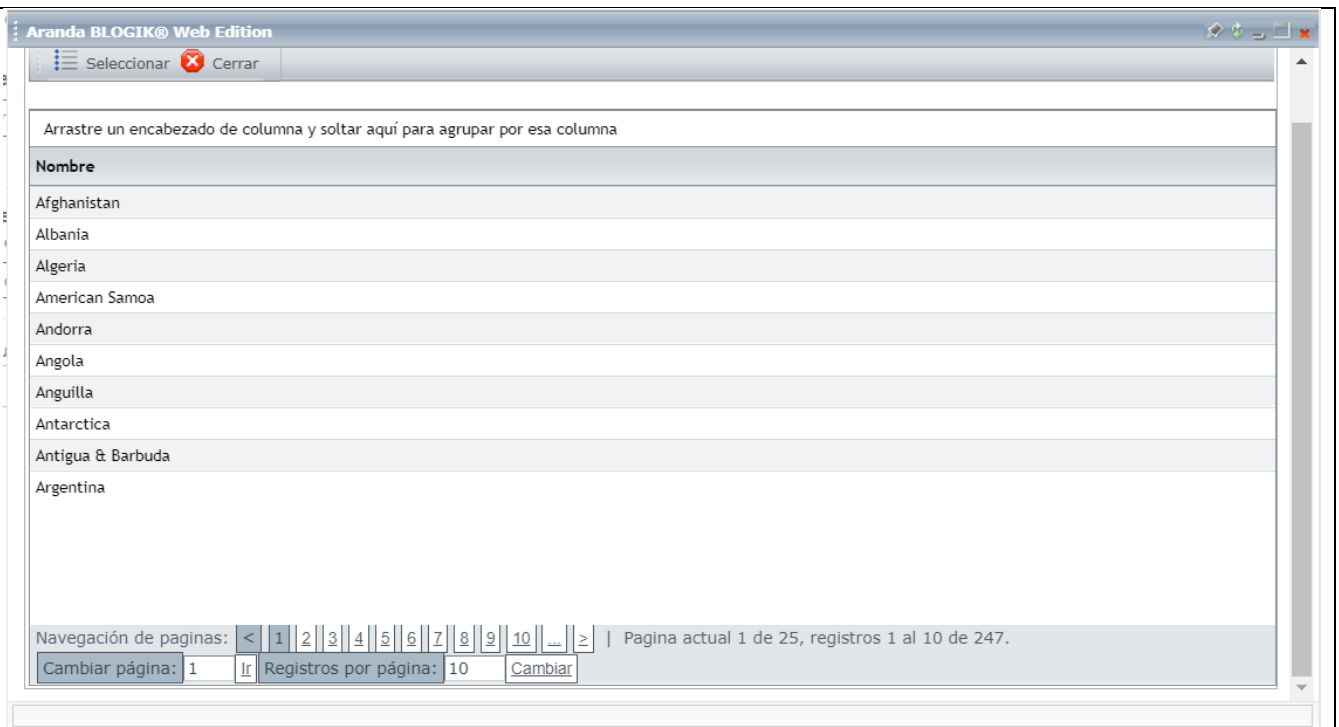 Aranda BLOGIK® Web Edition
Seleccionar Cerrar
Arrastre un encabezado de columna y soltar aquí para agrupar por esa columna
Nombre
Afghanistan
Albania
Algeria
American Samoa
Andorra
Angola
Anguilla
Antarctica
Antigua & Barbuda
Argentina
Navegación de paginas: < 1 2 3 4 5 6 7 8 9 10 ... > | Pagina actual 1 de 25, registros 1 al 10 de 247.
Cambiar página: 1 Ir Registros por página: 10 Cambiar